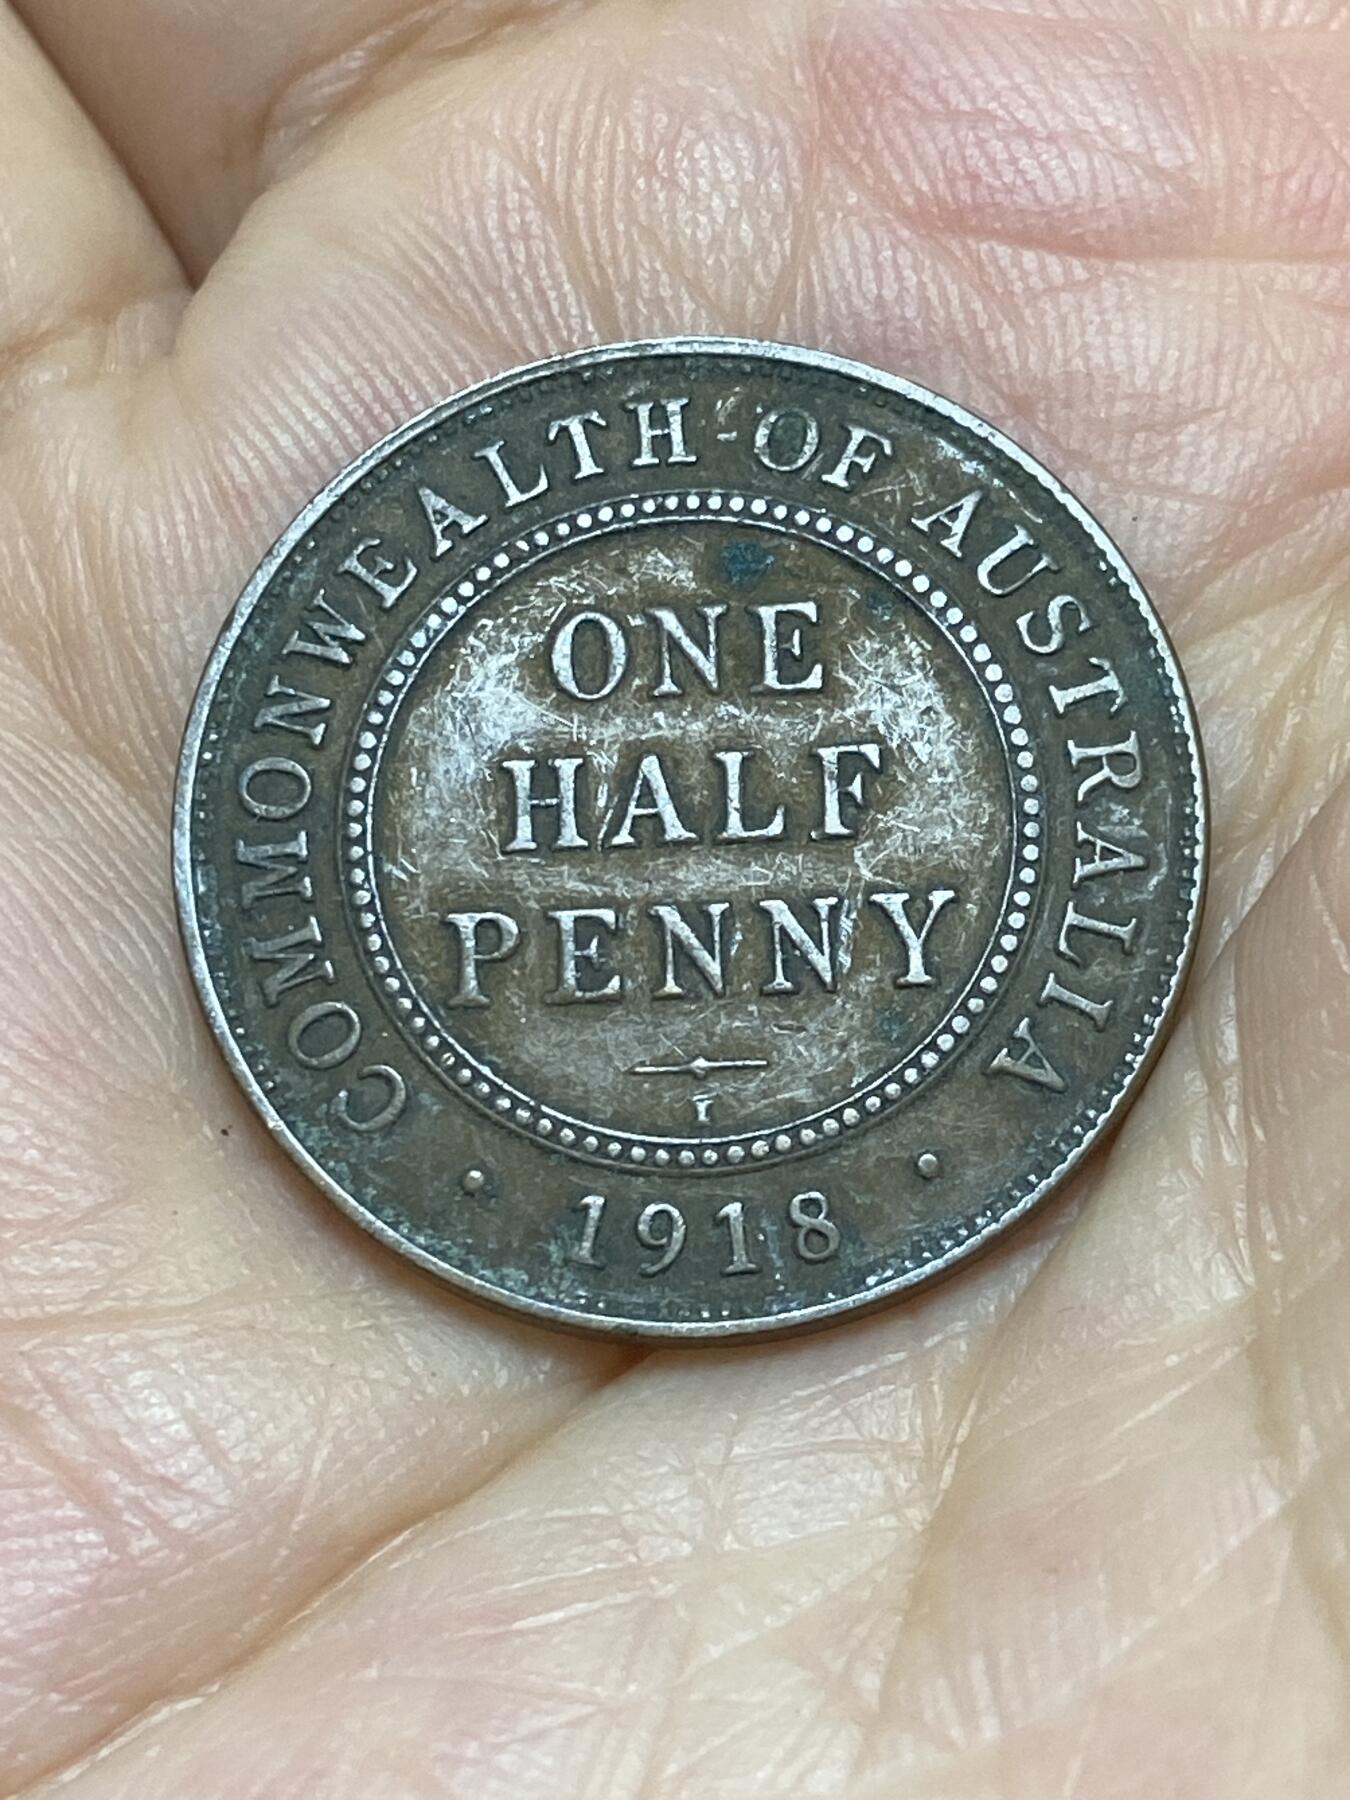 COMMONWEALTH OF AUSTRALIA
ONE
HALF
PENNY
I
· 1918 ·